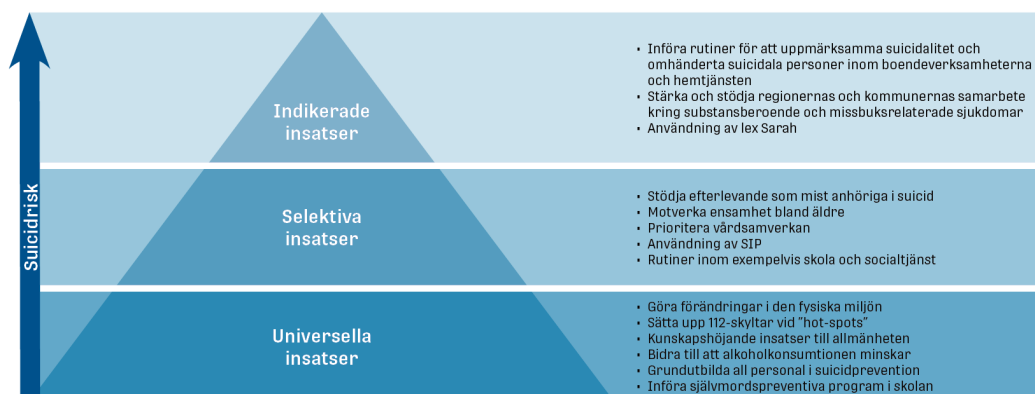 Suicidrisk
Indikerade
insatser
• Införa rutiner för att uppmärksamma suicidalitet och
omhänderta suicidala personer inom boendeverksamheterna
och hemtjänsten
• Stärka och stödja regionernas och kommunernas samarbete
kring substansberoende och missbuksrelaterade sjukdomar
• Användning av lex Sarah
Selektiva
insatser
• Stödja efterlevande som mist anhöriga i suicid
• Motverka ensamhet bland äldre
• Prioritera vårdsamverkan
• Användning av SIP
• Rutiner inom exempelvis skola och socialtjänst
Universella
insatser
• Göra förändringar i den fysiska miljön
• Sätta upp 112-skyltar vid ”hot-spots”
• Kunskapshöjande insatser till allmänheten
• Bidra till att alkoholkonsumtionen minskar
• Grundutbilda all personal i suicidprevention
• Införa självmordspreventiva program i skolan